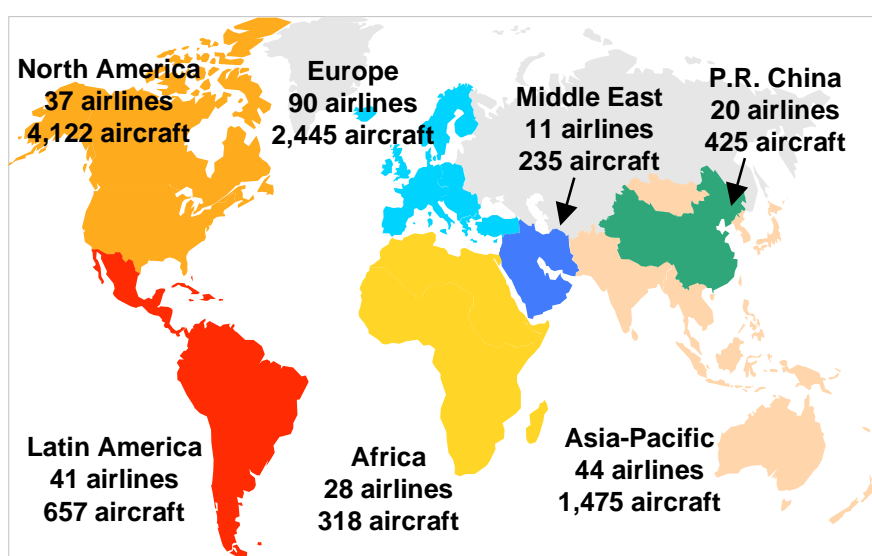 North America
37 airlines
4,122 aircraft
Europe
90 airlines
2,445 aircraft
Middle East
11 airlines
235 aircraft
P.R. China
20 airlines
425 aircraft
Latin America
41 airlines
657 aircraft
Africa
28 airlines
318 aircraft
Asia-Pacific
44 airlines
1,475 aircraft